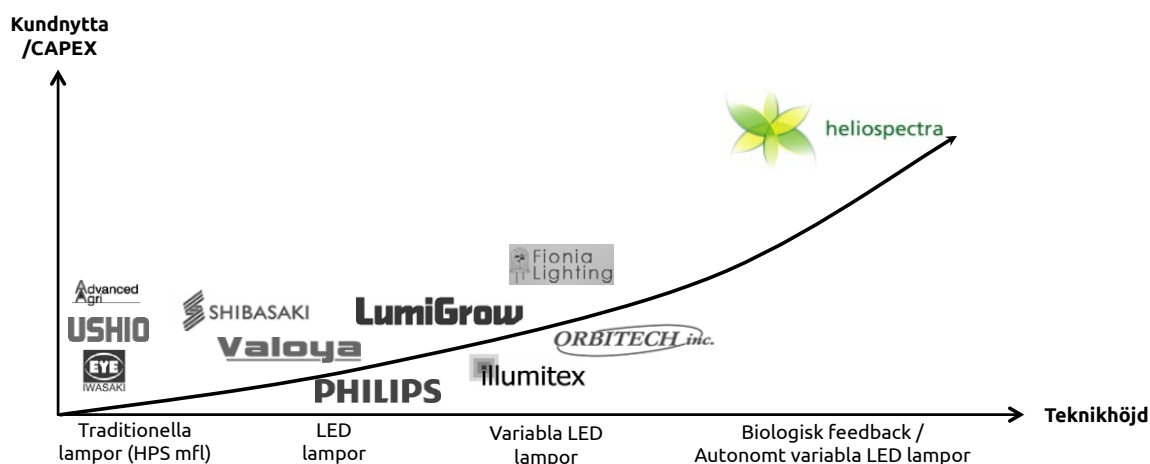 Kundnytta
/CAPEX
heliospectra
Fionia
Lighting
Advanced
Agri
SHIBASAKI
LumiGrow
USHIO
ORBITECH inc.
Valoya
EYE
IWASAKI
illumitex
PHILIPS
Teknikhöjd
Traditionella
lampor (HPS mfl)
LED
lampor
Variabla LED
lampor
Biologisk feedback /
Autonomt variabla LED lampor